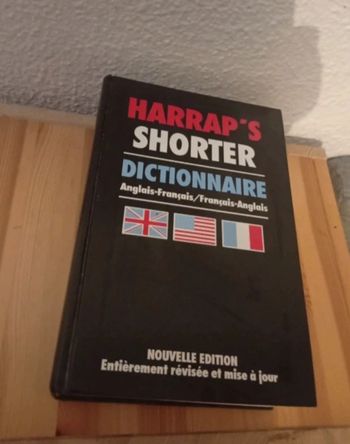 HARRAP'S
SHORTER
DICTIONNAIRE
Anglais-Français/Français-Anglais
NOUVELLE EDITION
Entièrement révisée et mise à jour